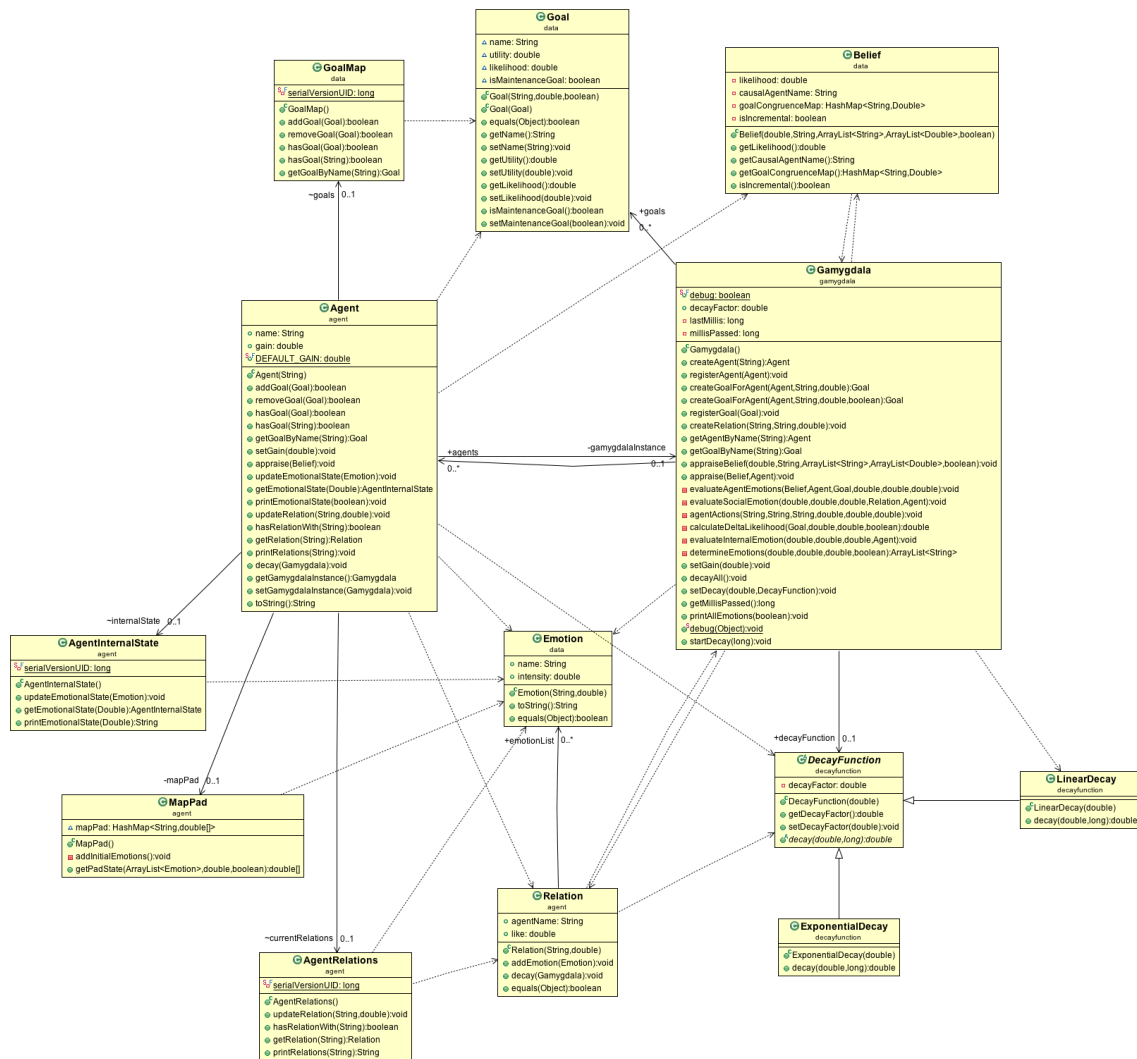 Goal
data
name: String
utility: double
likelihood: double
isMaintenanceGoal: boolean
Goal(String,double,boolean)
Goal(Goal)
equals(Object):boolean
getName():String
setName(String):void
getUtility():double
setUtility(double):void
getLikelihood():double
setLikelihood(double):void
isMaintenanceGoal():boolean
setMaintenanceGoal(boolean):void
GoalMap
data
serialVersionUID: long
GoalMap()
addGoal(Goal):boolean
removeGoal(Goal):boolean
hasGoal(Goal):boolean
hasGoal(String):boolean
getGoalByName(String):Goal
Belief
data
likelihood: double
causalAgentName: String
goalCongruenceMap: HashMap<String,Double>
isIncremental: boolean
Belief(double,String,ArrayList<String>,ArrayList<Double>,boolean)
getLikelihood():double
getCausalAgentName():String
getGoalCongruenceMap():HashMap<String,Double>
isIncremental():boolean
~goals 0..1
+goals
0..*
Gamygdala
gamygdala
debug: boolean
decayFactor: double
lastMillis: long
millisPassed: long
Gamygdala()
createAgent(String):Agent
registerAgent(Agent):void
createGoalForAgent(Agent,String,double):Goal
createGoalForAgent(Agent,String,double,boolean):Goal
registerGoal(Goal):void
createRelation(String,String,double):void
getAgentByName(String):Agent
getGoalByName(String):Goal
appraiseBelief(double,String,ArrayList<String>,ArrayList<Double>,boolean):void
appraise(Belief,Agent):void
evaluateAgentEmotions(Belief,Agent,Goal,double,double,double):void
evaluateSocialEmotion(double,double,double,Relation,Agent):void
agentActions(String,String,String,double,double,double):void
calculateDeltaLikelihood(Goal,double,double,boolean):double
evaluateInternalEmotion(double,double,double,Agent):void
determineEmotions(double,double,double,boolean):ArrayList<String>
setGain(double):void
decayAll():void
setDecay(double,DecayFunction):void
getMillisPassed():long
printAllEmotions(boolean):void
debug(Object):void
startDecay(long):void
Agent
agent
name: String
gain: double
DEFAULT_GAIN: double
Agent(String)
addGoal(Goal):boolean
removeGoal(Goal):boolean
hasGoal(Goal):boolean
hasGoal(String):boolean
getGoalByName(String):Goal
setGain(double):void
appraise(Belief):void
updateEmotionalState(Emotion):void
getEmotionalState(Double):AgentInternalState
printEmotionalState(boolean):void
updateRelation(String,double):void
hasRelationWith(String):boolean
getRelation(String):Relation
printRelations(String):void
decay(Gamygdala):void
getGamygdalaInstance():Gamygdala
setGamygdalaInstance(Gamygdala):void
toString():String
+agents -gamygdalaInstance
0..* 0..1
~internalState 0..1
AgentInternalState
agent
serialVersionUID: long
AgentInternalState()
updateEmotionalState(Emotion):void
getEmotionalState(Double):AgentInternalState
printEmotionalState(Double):String
Emotion
data
name: String
intensity: double
Emotion(String,double)
toString():String
equals(Object):boolean
+emotionList 0..*
+decayFunction 0..1
DecayFunction
decayfunction
decayFactor: double
DecayFunction(double)
getDecayFactor():double
setDecayFactor(double):void
decay(double,long):double
LinearDecay
decayfunction
LinearDecay(double)
decay(double,long):double
-mapPad 0..1
MapPad
agent
mapPad: HashMap<String,double[]>
MapPad()
addInitialEmotions():void
getPadState(ArrayList<Emotion>,double,boolean):double[]
Relation
agent
agentName: String
like: double
Relation(String,double)
addEmotion(Emotion):void
decay(Gamygdala):void
equals(Object):boolean
ExponentialDecay
decayfunction
ExponentialDecay(double)
decay(double,long):double
~currentRelations 0..1
AgentRelations
agent
serialVersionUID: long
AgentRelations()
updateRelation(String,double):void
hasRelationWith(String):boolean
getRelation(String):Relation
printRelations(String):String